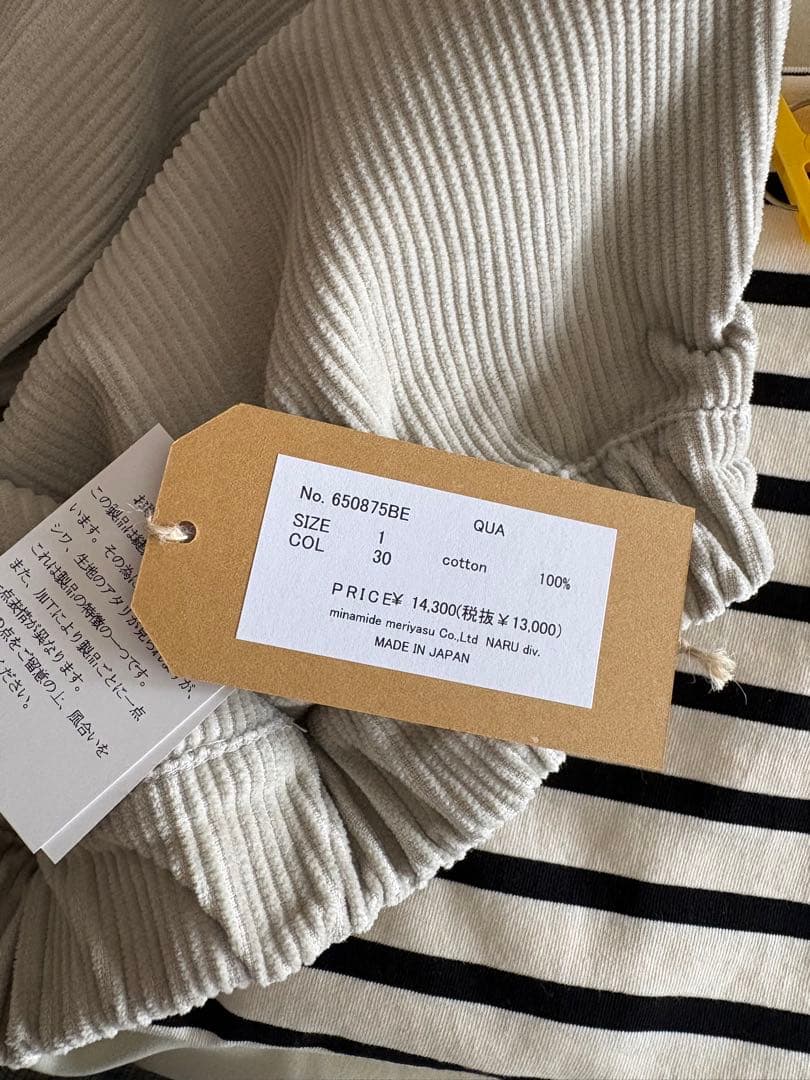 No. 650875BE QUA
SIZE 1
COL 30 cotton 100%
PRICE¥ 14,300(税抜¥13,000)
minamide meriyasu Co.,Ltd NARU div.
MADE IN JAPAN
この製品は
います。その為
シワ、生地のアタリが見られますが、
これは製品の特徴の一つです。
また、加工により製品ごとに一点
点表情が異なります。
の点をご留意の上、風合いを
ください。